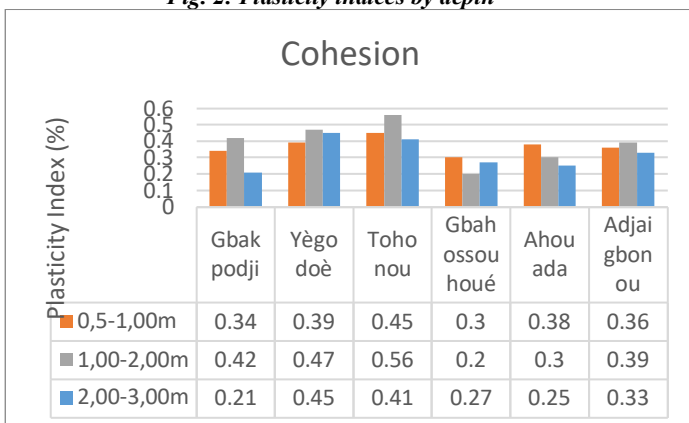 Fig. 2: Plasticity indices by depth
Cohesion
Plasticity Index (%)
0.6
0.5
0.4
0.3
0.2
0.1
0
Gbak Yègo Toho Gbah Ahou Adjai
podji doè nou ossou ada gbon
houé ou
0,5-1,00m 0.34 0.39 0.45 0.3 0.38 0.36
1,00-2,00m 0.42 0.47 0.56 0.2 0.3 0.39
2,00-3,00m 0.21 0.45 0.41 0.27 0.25 0.33